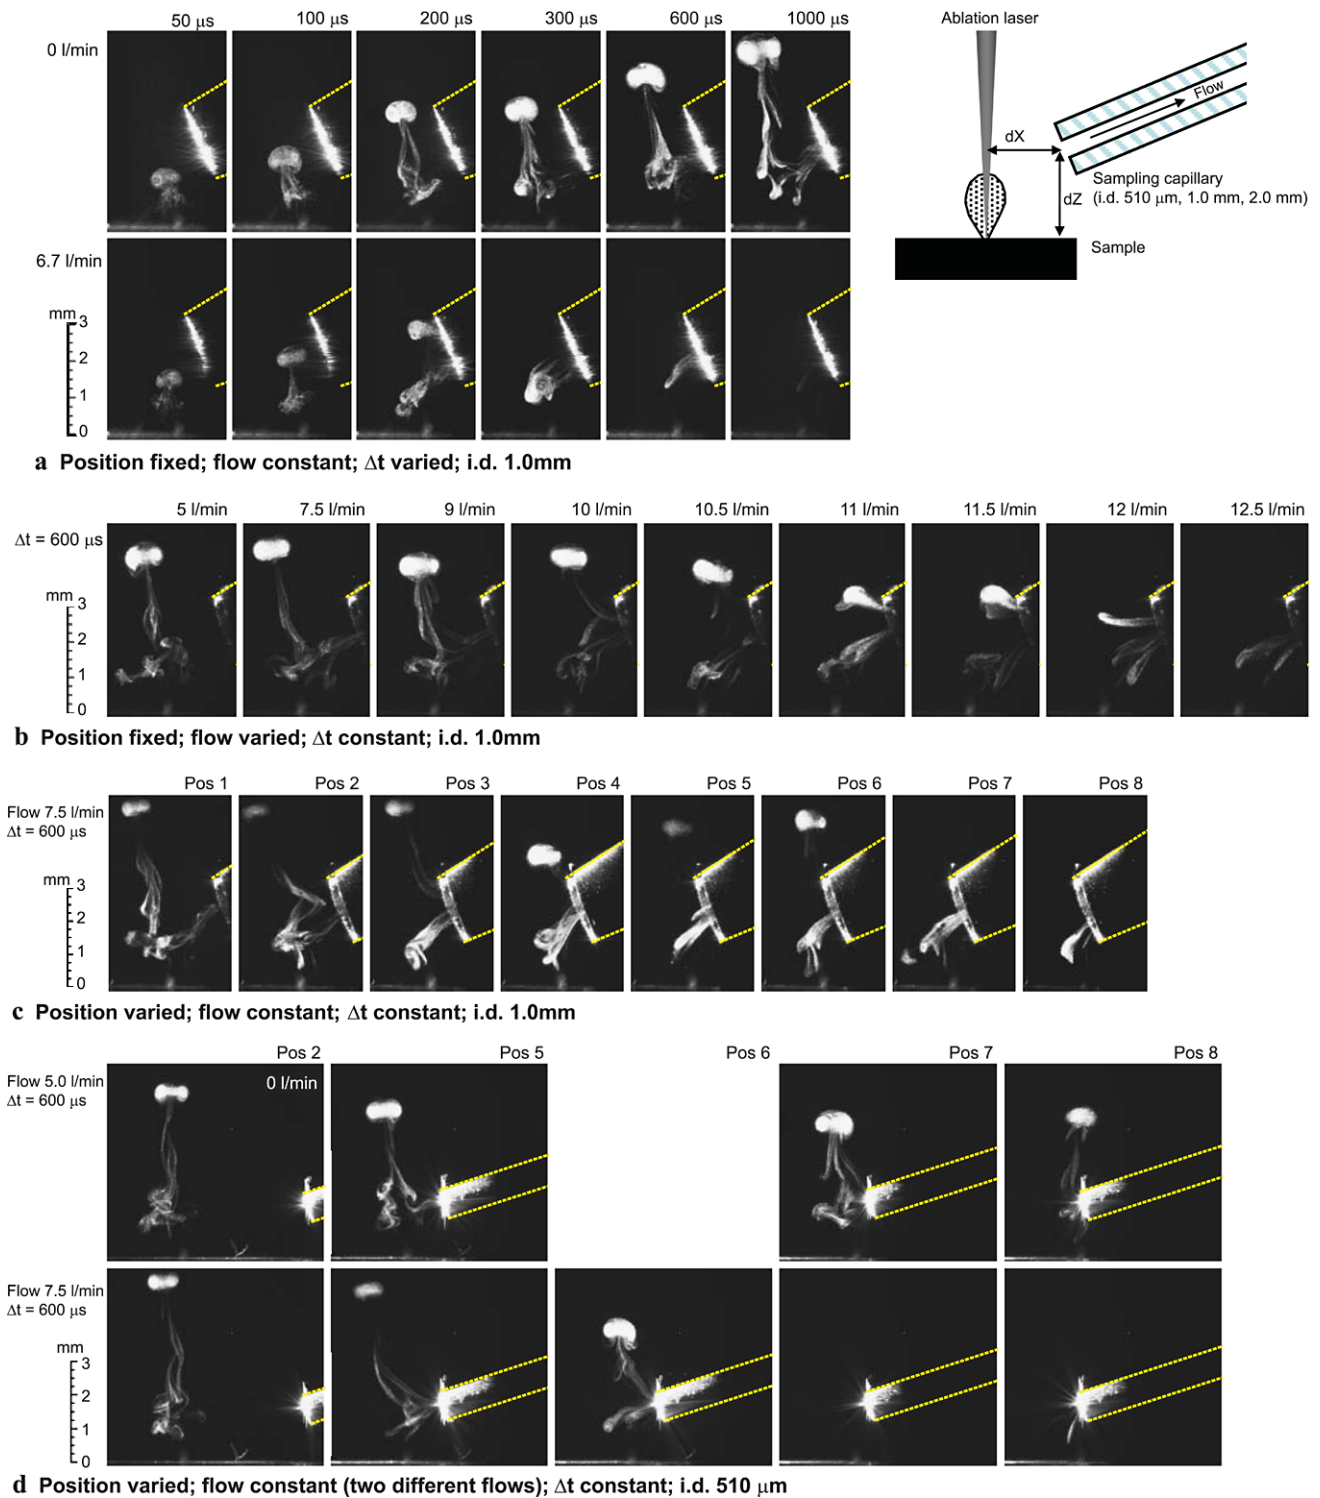 50 μs 100 μs 200 μs 300 μs 600 μs 1000 μs
0 l/min
6.7 l/min
mm
3
2
1
0
a Position fixed; flow constant; Δt varied; i.d. 1.0mm
Ablation laser
Flow
dX
dZ
Sampling capillary
(i.d. 510 μm, 1.0 mm, 2.0 mm)
Sample
5 l/min 7.5 l/min 9 l/min 10 l/min 10.5 l/min 11 l/min 11.5 l/min 12 l/min 12.5 l/min
Δt = 600 μs
mm
3
2
1
0
b Position fixed; flow varied; Δt constant; i.d. 1.0mm
Pos 1 Pos 2 Pos 3 Pos 4 Pos 5 Pos 6 Pos 7 Pos 8
Flow 7.5 l/min
Δt = 600 μs
mm
3
2
1
0
c Position varied; flow constant; Δt constant; i.d. 1.0mm
Pos 2 Pos 5 Pos 6 Pos 7 Pos 8
Flow 5.0 l/min
Δt = 600 μs
0 l/min
Flow 7.5 l/min
Δt = 600 μs
mm
3
2
1
0
d Position varied; flow constant (two different flows); Δt constant; i.d. 510 μm